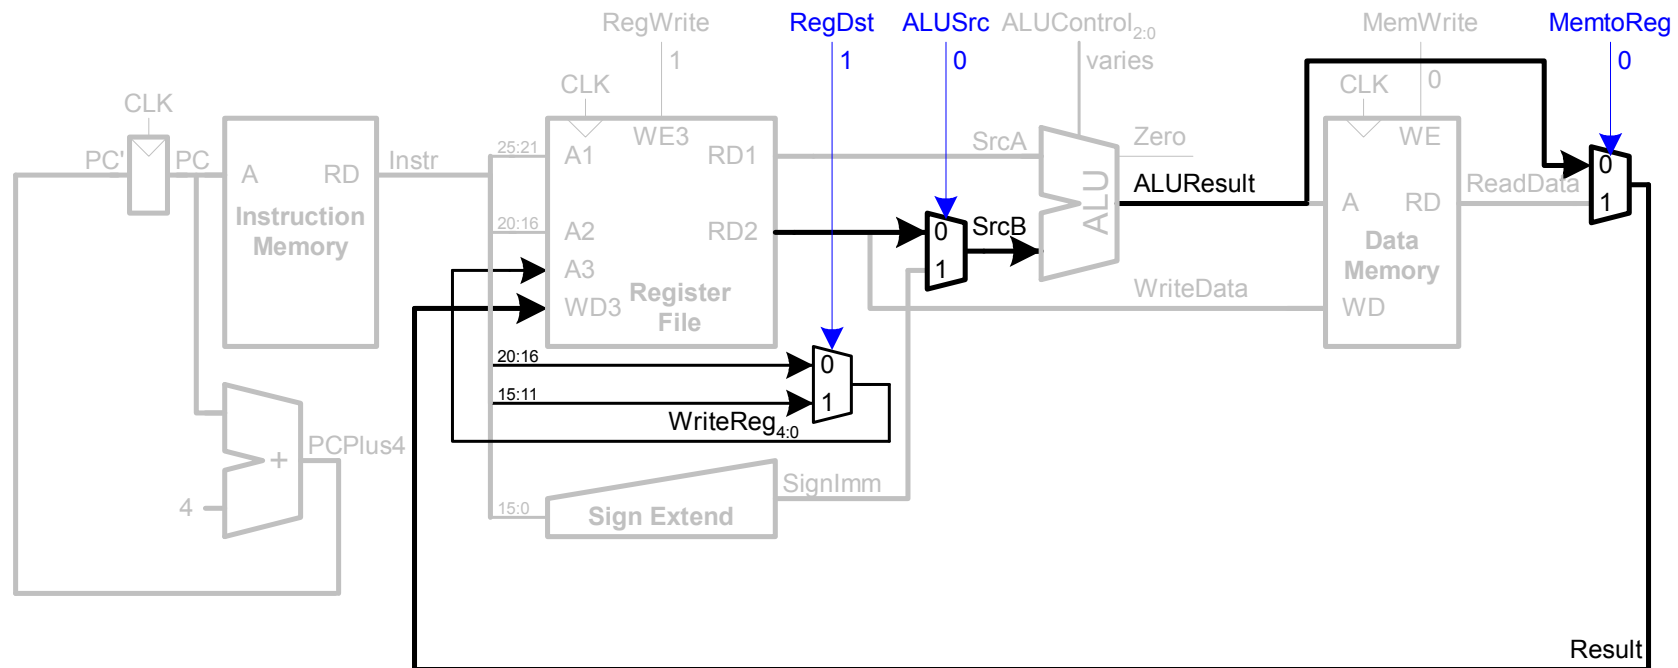 RegWrite
RegDst
ALUSrc
ALUControl2:0
MemWrite
MemtoReg
1
1
0
varies
0
0
CLK
CLK
CLK
PC'
PC
A
RD
Instr
Instruction
Memory
25:21
20:16
A1
A2
A3
WD3
WE3
RD1
RD2
Register
File
SrcA
0
1
SrcB
ALU
Zero
ALUResult
WriteData
WE
A
RD
Data
Memory
WD
ReadData
0
1
20:16
15:11
0
1
WriteReg4:0
PCPlus4
+
4
15:0
SignImm
Sign Extend
Result